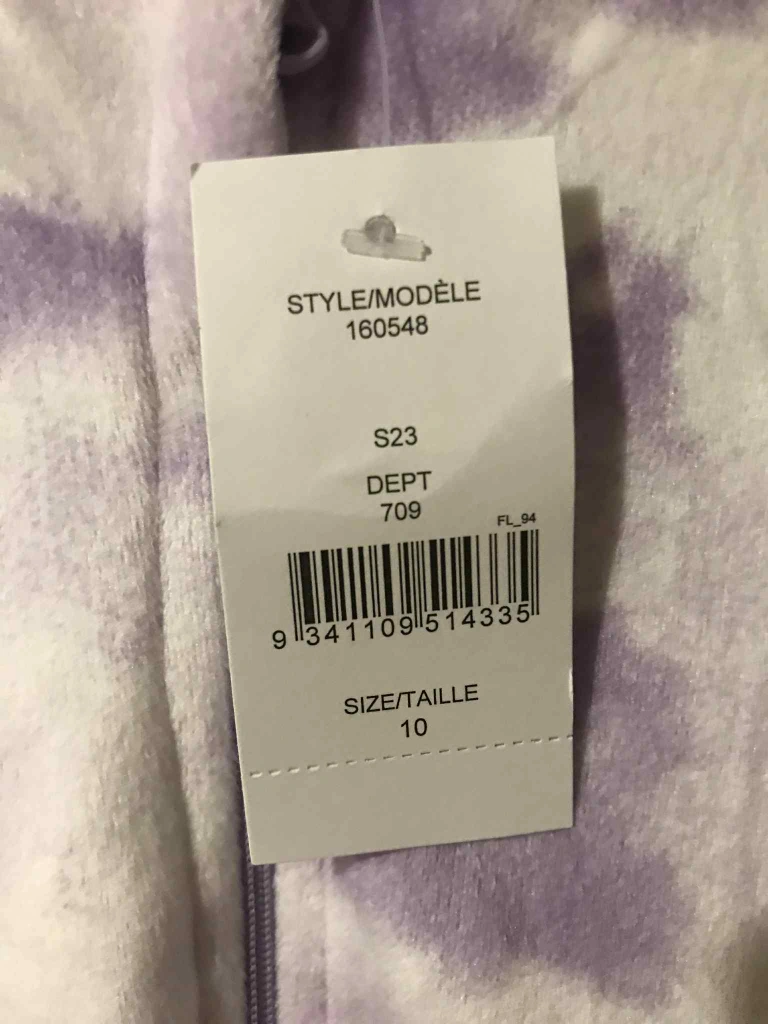 STYLE/MODÈLE
160548
S23
DEPT
709
FL_94
9 341109 514335
SIZE/TAILLE
10